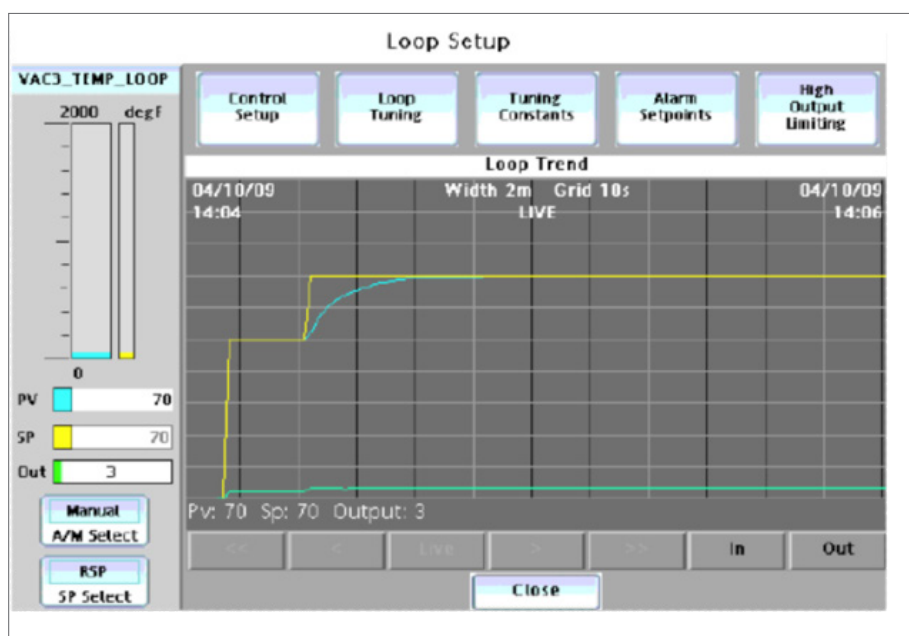 Loop Setup
VAC3_TEMP_LOOP
2000 degF
0
PV 70
SP 70
Out 3
Manual
A/M Select
RSP
SP Select
Control Setup
Loop Tuning
Tuning Constants
Alarm Setpoints
High Output Limiting
Loop Trend
04/10/09 Width 2m Grid 10s 04/10/09
14:04 LIVE 14:06
Pv: 70 Sp: 70 Output: 3
<< < Live > >> In Out
Close